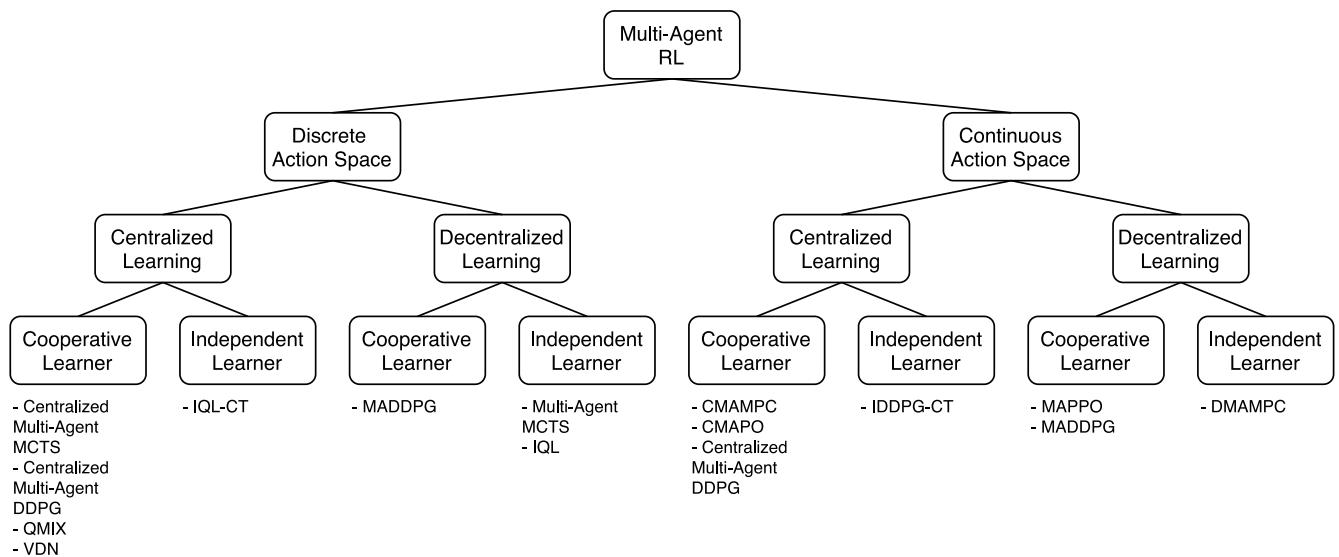 Multi-Agent
RL
Discrete
Action Space
Continuous
Action Space
Centralized
Learning
Decentralized
Learning
Centralized
Learning
Decentralized
Learning
Cooperative
Learner
Independent
Learner
Cooperative
Learner
Independent
Learner
Cooperative
Learner
Independent
Learner
Cooperative
Learner
Independent
Learner
- Centralized
Multi-Agent
MCTS
- Centralized
Multi-Agent
DDPG
- QMIX
- VDN
- IQL-CT
- MADDPG
- Multi-Agent
MCTS
- IQL
- CMAMPC
- CMAPO
- Centralized
Multi-Agent
DDPG
- IDDPG-CT
- MAPPO
- MADDPG
- DMAMPC